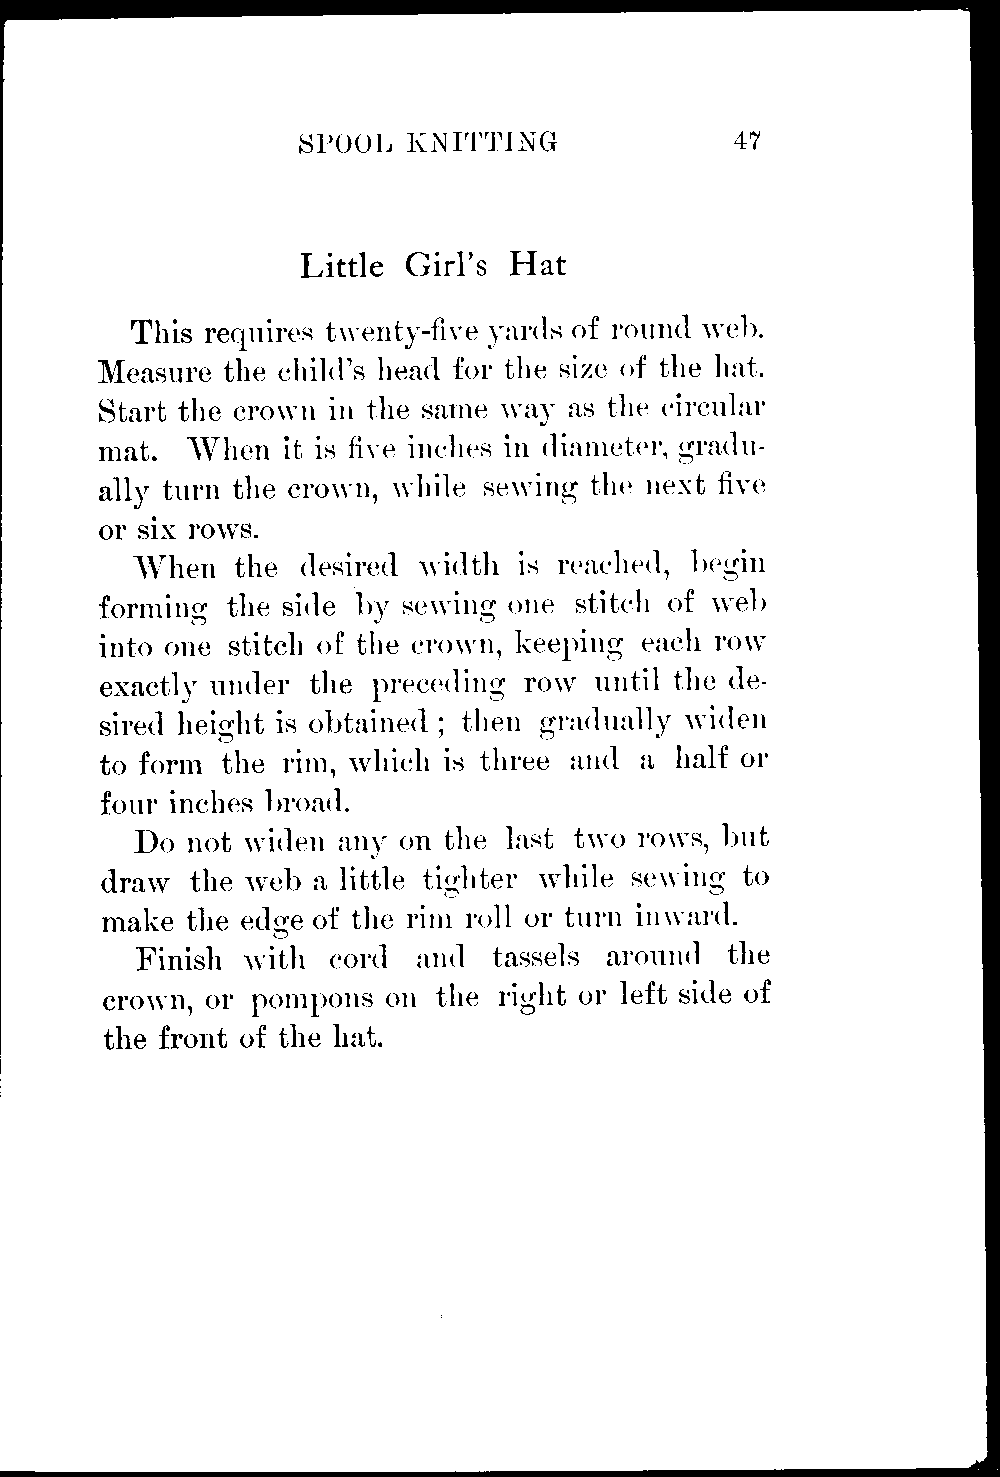 SPOOL KNITTING 47
Little Girl's Hat
This requires twenty-five yards of round web.
Measure the child's head for the size of the hat.
Start the crown in the same way as the circular
mat. When it is five inches in diameter, gradu-
ally turn the crown, while sewing the next five
or six rows.
When the desired width is reached, begin
forming the side by sewing one stitch of web
into one stitch of the crown, keeping each row
exactly under the preceding row until the de-
sired height is obtained; then gradually widen
to form the rim, which is three and a half or
four inches broad.
Do not widen any on the last two rows, but
draw the web a little tighter while sewing to
make the edge of the rim roll or turn inward.
Finish with cord and tassels around the
crown, or pompons on the right or left side of
the front of the hat.